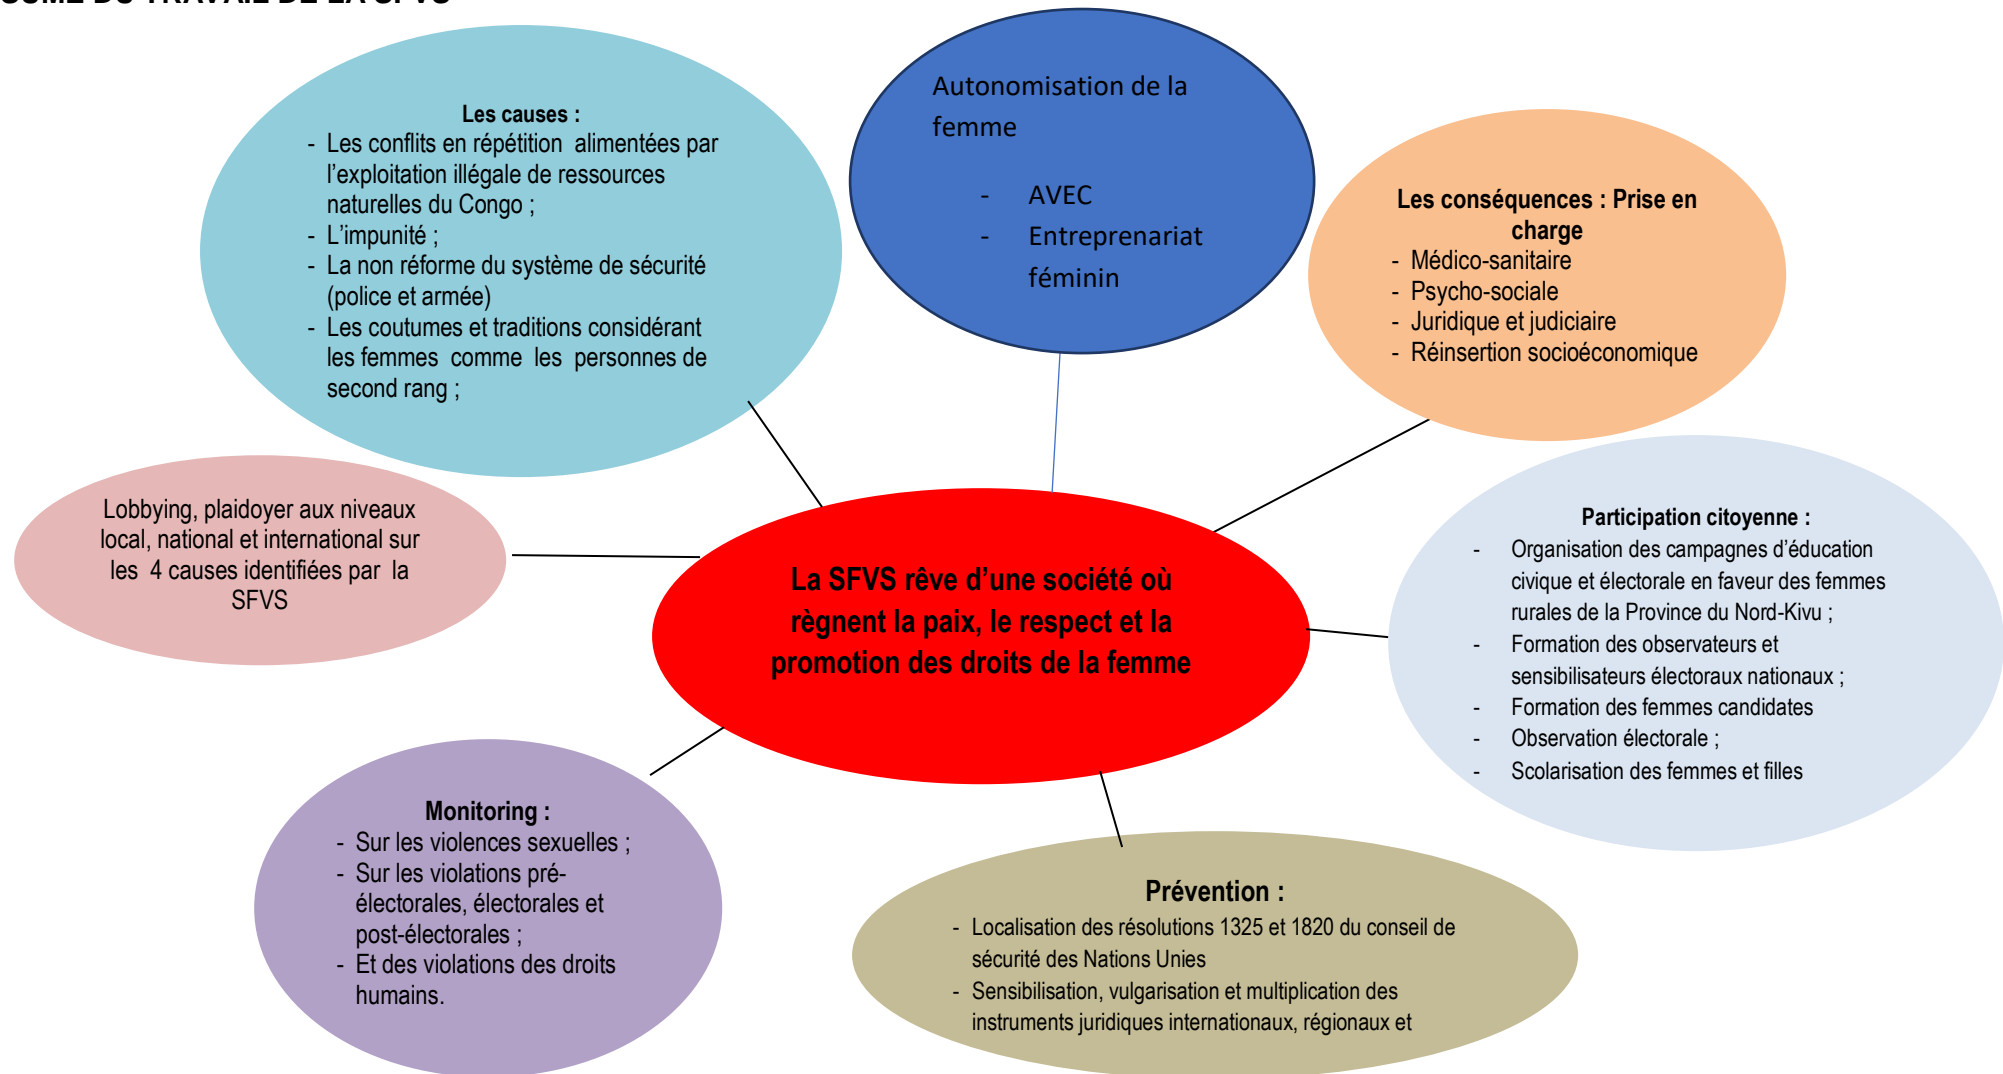 Les causes :
- Les conflits en répétition alimentées par
l'exploitation illégale de ressources
naturelles du Congo ;
- L'impunité ;
- La non réforme du système de sécurité
(police et armée)
- Les coutumes et traditions considérant
les femmes comme les personnes de
second rang ;
Autonomisation de la
femme
- AVEC
- Entreprenariat
féminin
Les conséquences : Prise en
charge
- Médico-sanitaire
- Psycho-sociale
- Juridique et judiciaire
- Réinsertion socioéconomique
Lobbying, plaidoyer aux niveaux
local, national et international sur
les 4 causes identifiées par la
SFVS
La SFVS rêve d'une société où
règnent la paix, le respect et la
promotion des droits de la femme
Participation citoyenne :
- Organisation des campagnes d'éducation
civique et électorale en faveur des femmes
rurales de la Province du Nord-Kivu ;
- Formation des observateurs et
sensibilisateurs électoraux nationaux ;
- Formation des femmes candidates
- Observation électorale ;
- Scolarisation des femmes et filles
Monitoring :
- Sur les violences sexuelles ;
- Sur les violations pré-
électorales, électorales et
post-électorales ;
- Et des violations des droits
humains.
Prévention :
- Localisation des résolutions 1325 et 1820 du conseil de
sécurité des Nations Unies
- Sensibilisation, vulgarisation et multiplication des
instruments juridiques internationaux, régionaux et